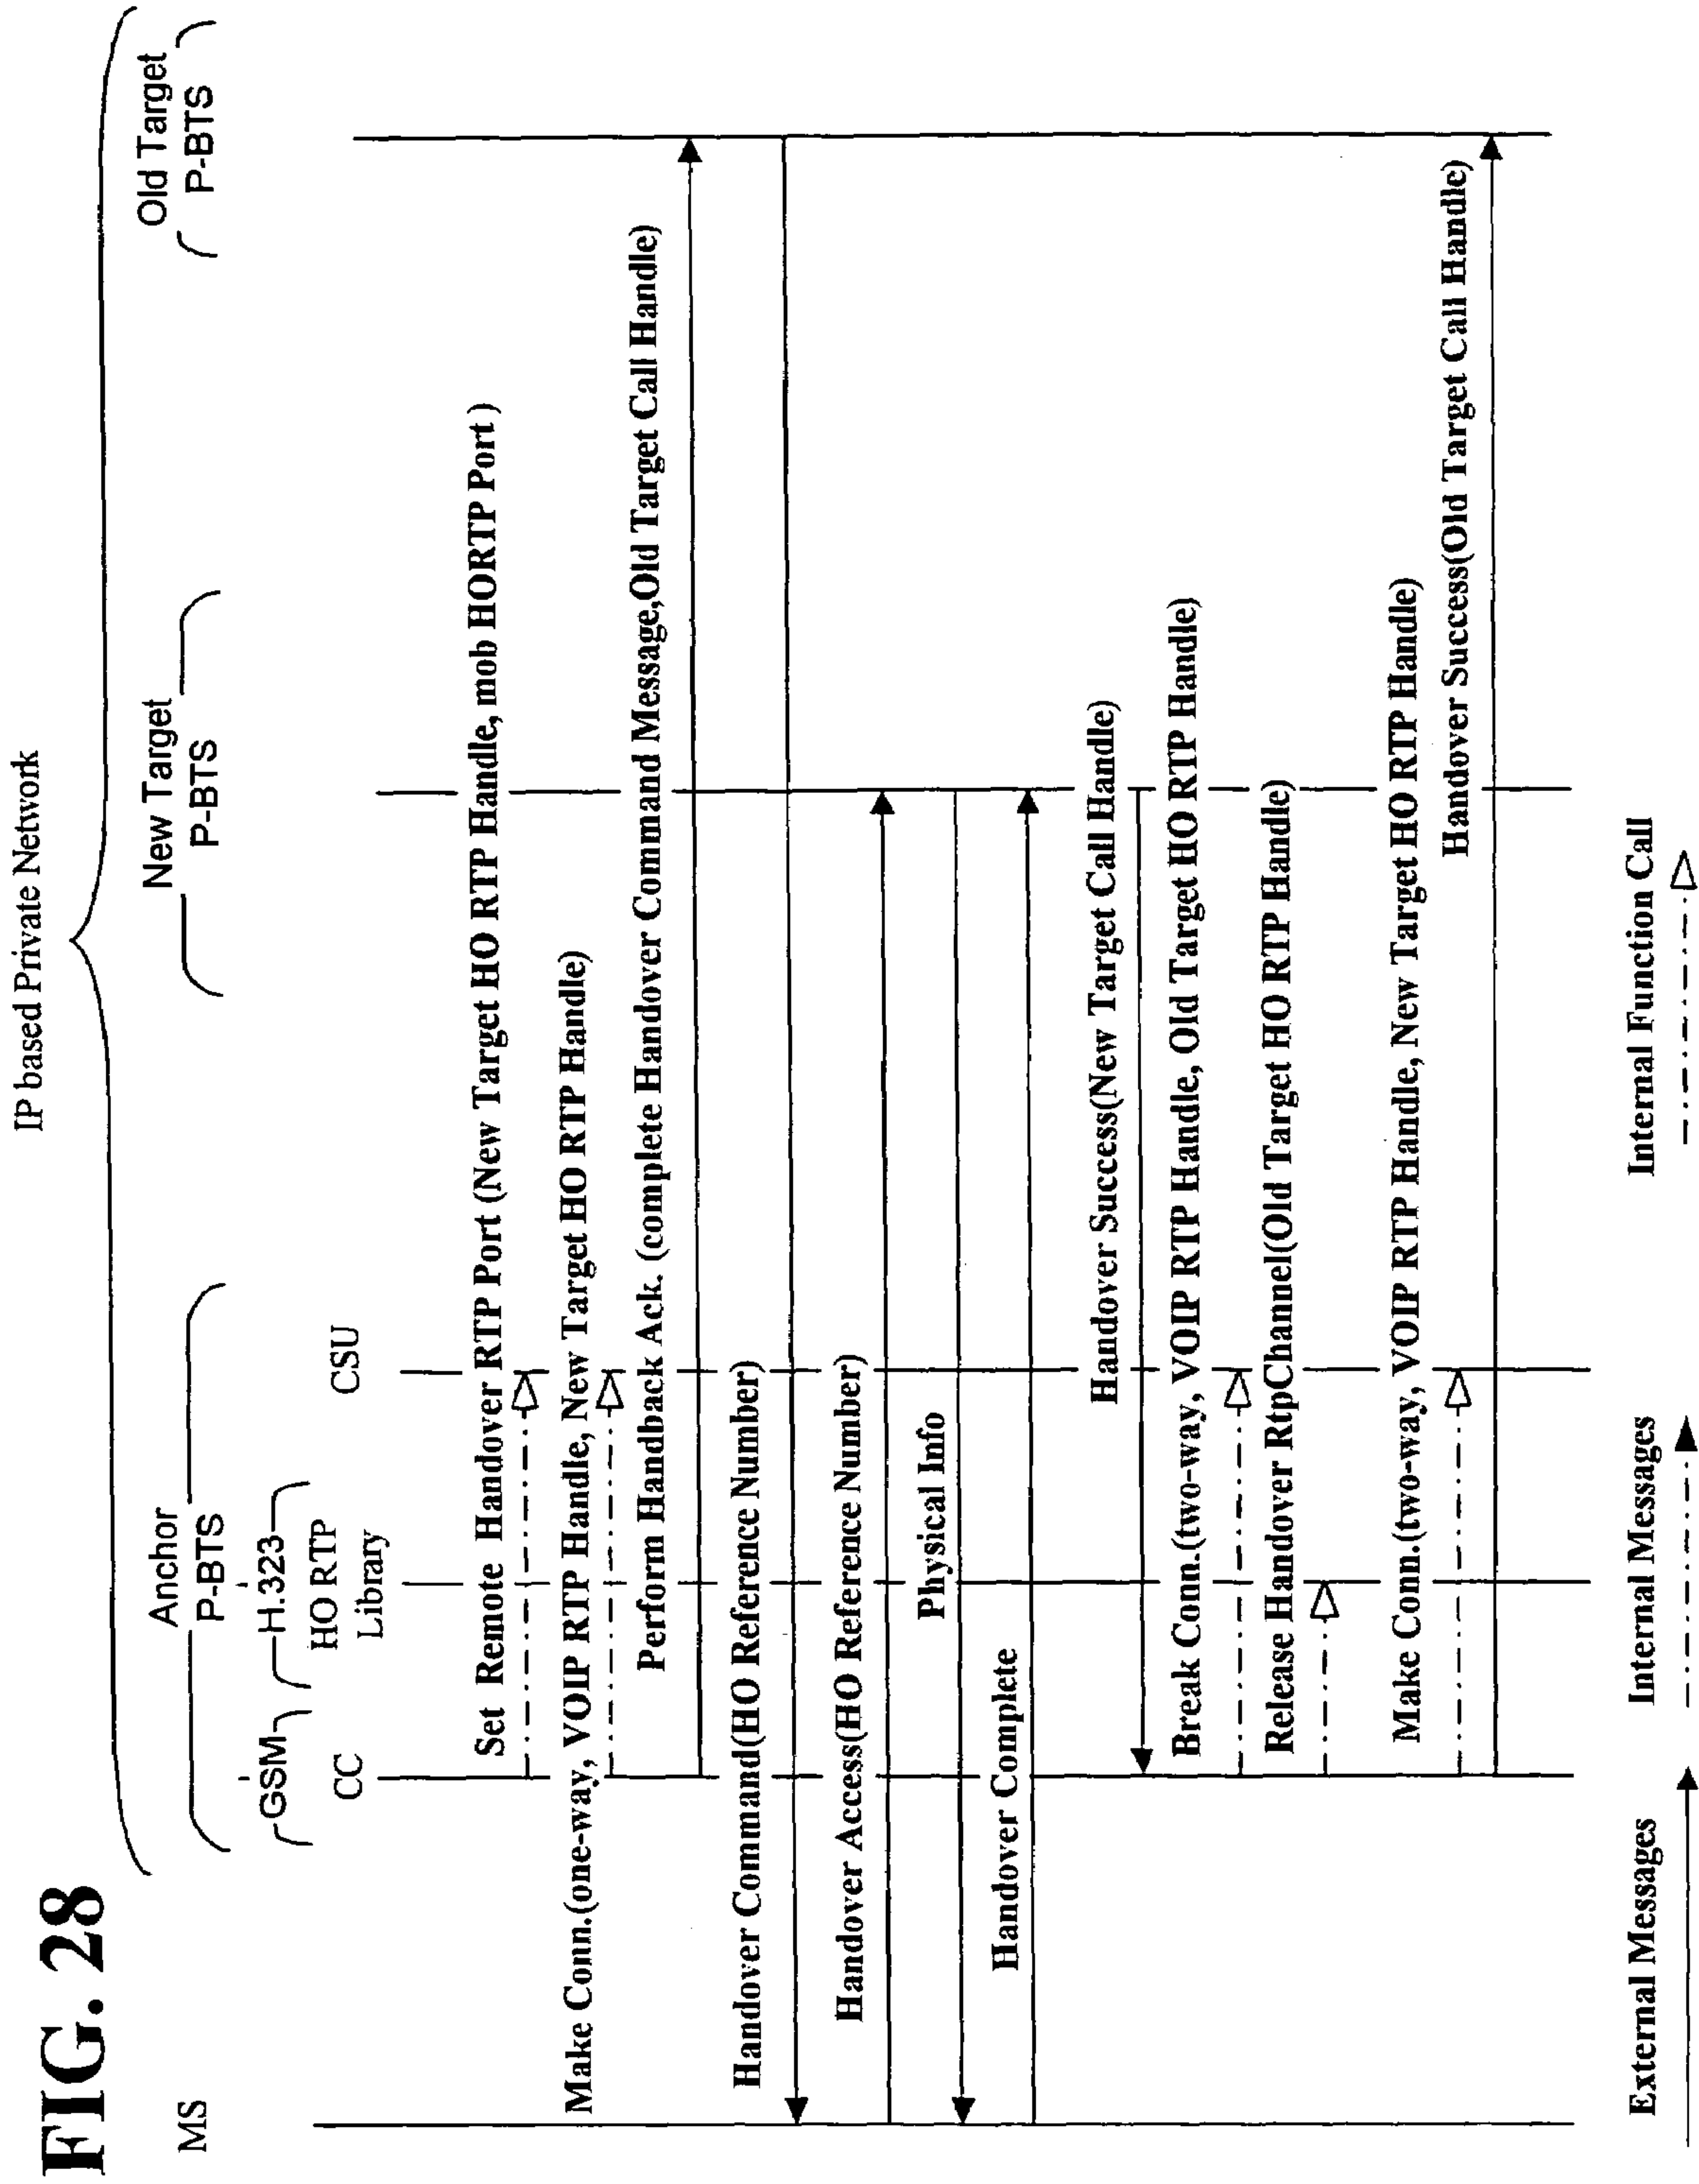 FIG. 28
IP based Private Network
MS
Anchor
P-BTS
New Target
P-BTS
Old Target
P-BTS
GSM
H.323
CC
HO RTP
Library
CSU
Set Remote Handover RTP Port (New Target HO RTP Handle, mob HORTP Port )
Make Conn.(one-way, VOIP RTP Handle, New Target HO RTP Handle)
Perform Handback Ack. (complete Handover Command Message,Old Target Call Handle)
Handover Command(HO Reference Number)
Handover Access(HO Reference Number)
Physical Info
Handover Complete
Handover Success(New Target Call Handle)
Break Conn.(two-way, VOIP RTP Handle, Old Target HO RTP Handle)
Release Handover RtpChannel(Old Target HO RTP Handle)
Make Conn.(two-way, VOIP RTP Handle, New Target HO RTP Handle)
Handover Success(Old Target Call Handle)
External Messages
Internal Messages
Internal Function Call